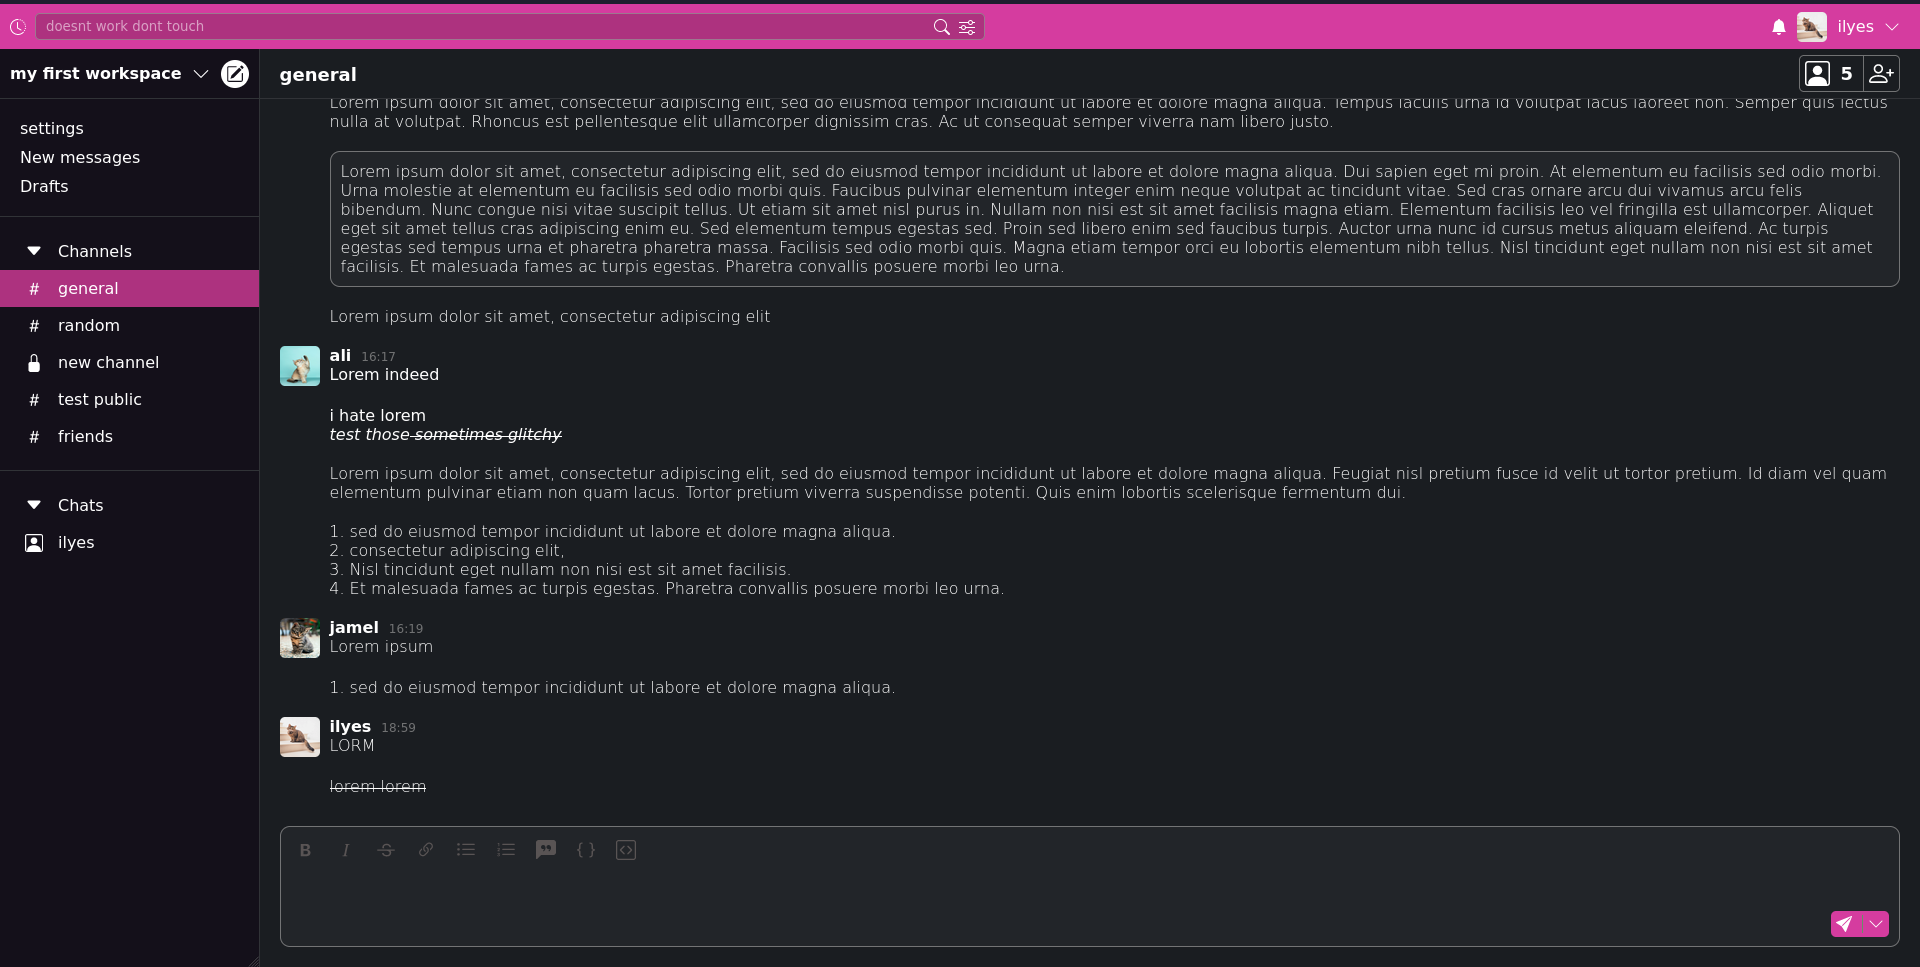 doesnt work dont touch
ilyes
my first workspace
general
5
settings
New messages
Drafts
Channels
# general
# random
new channel
# test public
# friends
Chats
ilyes
Lorem ipsum dolor sit amet, consectetur adipiscing elit, sed do eiusmod tempor incididunt ut labore et dolore magna aliqua. Tempus iaculis urna id volutpat lacus laoreet non. Semper quis lectus
nulla at volutpat. Rhoncus est pellentesque elit ullamcorper dignissim cras. Ac ut consequat semper viverra nam libero justo.
Lorem ipsum dolor sit amet, consectetur adipiscing elit, sed do eiusmod tempor incididunt ut labore et dolore magna aliqua. Dui sapien eget mi proin. At elementum eu facilisis sed odio morbi.
Urna molestie at elementum eu facilisis sed odio morbi quis. Faucibus pulvinar elementum integer enim neque volutpat ac tincidunt vitae. Sed cras ornare arcu dui vivamus arcu felis
bibendum. Nunc congue nisi vitae suscipit tellus. Ut etiam sit amet nisl purus in. Nullam non nisi est sit amet facilisis magna etiam. Elementum facilisis leo vel fringilla est ullamcorper. Aliquet
eget sit amet tellus cras adipiscing enim eu. Sed elementum tempus egestas sed. Proin sed libero enim sed faucibus turpis. Auctor urna nunc id cursus metus aliquam eleifend. Ac turpis
egestas sed tempus urna et pharetra pharetra massa. Facilisis sed odio morbi quis. Magna etiam tempor orci eu lobortis elementum nibh tellus. Nisl tincidunt eget nullam non nisi est sit amet
facilisis. Et malesuada fames ac turpis egestas. Pharetra convallis posuere morbi leo urna.
Lorem ipsum dolor sit amet, consectetur adipiscing elit
ali 16:17
Lorem indeed
i hate lorem
test those sometimes glitchy
Lorem ipsum dolor sit amet, consectetur adipiscing elit, sed do eiusmod tempor incididunt ut labore et dolore magna aliqua. Feugiat nisl pretium fusce id velit ut tortor pretium. Id diam vel quam
elementum pulvinar etiam non quam lacus. Tortor pretium viverra suspendisse potenti. Quis enim lobortis scelerisque fermentum dui.
1. sed do eiusmod tempor incididunt ut labore et dolore magna aliqua.
2. consectetur adipiscing elit,
3. Nisl tincidunt eget nullam non nisi est sit amet facilisis.
4. Et malesuada fames ac turpis egestas. Pharetra convallis posuere morbi leo urna.
jamel 16:19
Lorem ipsum
1. sed do eiusmod tempor incididunt ut labore et dolore magna aliqua.
ilyes 18:59
LORM
lorem lorem
B I S